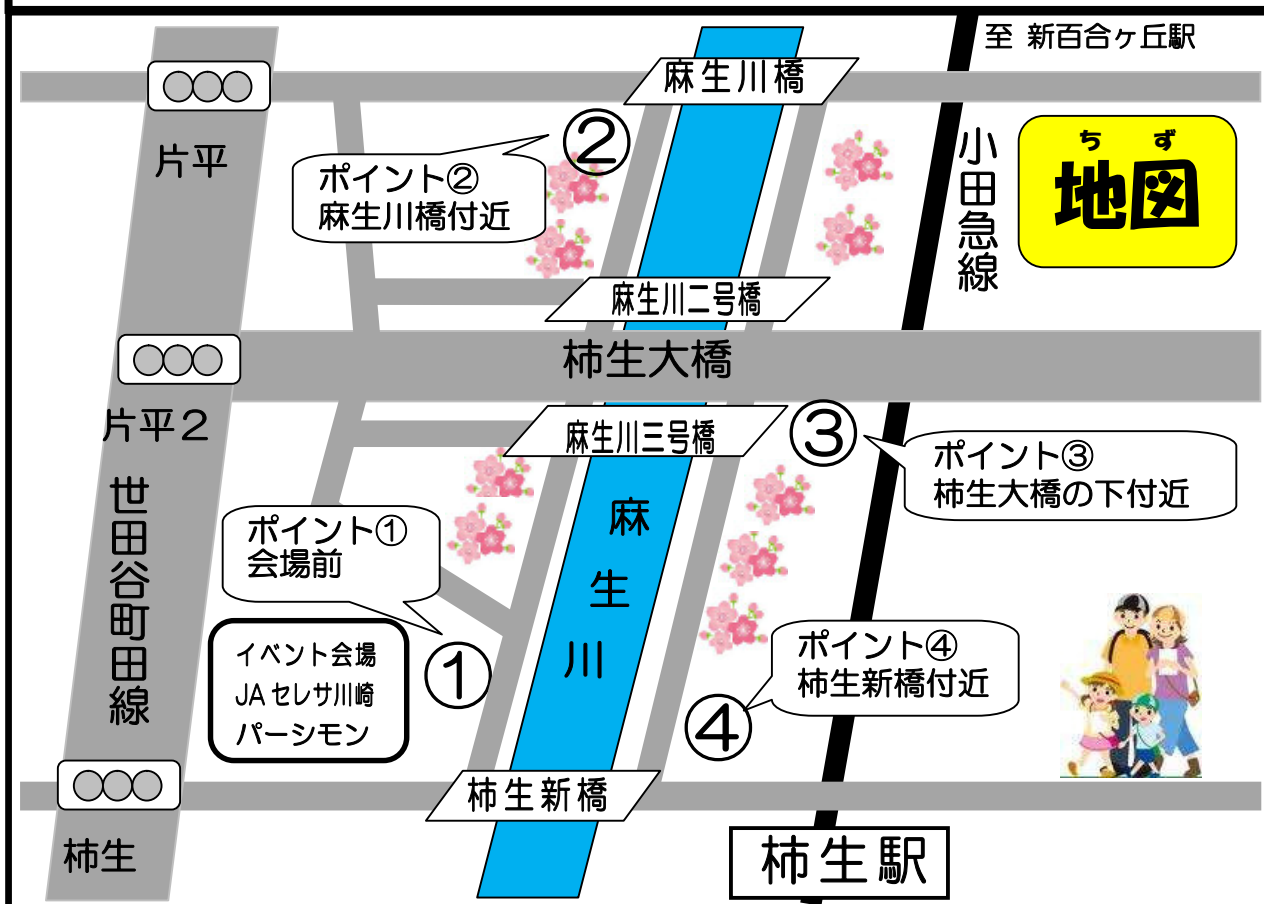 至 新百合ヶ丘駅
麻生川橋
ちず
地図
小田急線
②
片平
ポイント②
麻生川橋付近
麻生川二号橋
柿生大橋
片平2
麻生川三号橋
③
ポイント③
柿生大橋の下付近
世田谷町田線
麻生川
ポイント①
会場前
イベント会場
JAセレサ川崎
パーシモン
①
ポイント④
柿生新橋付近
④
柿生新橋
柿生
柿生駅